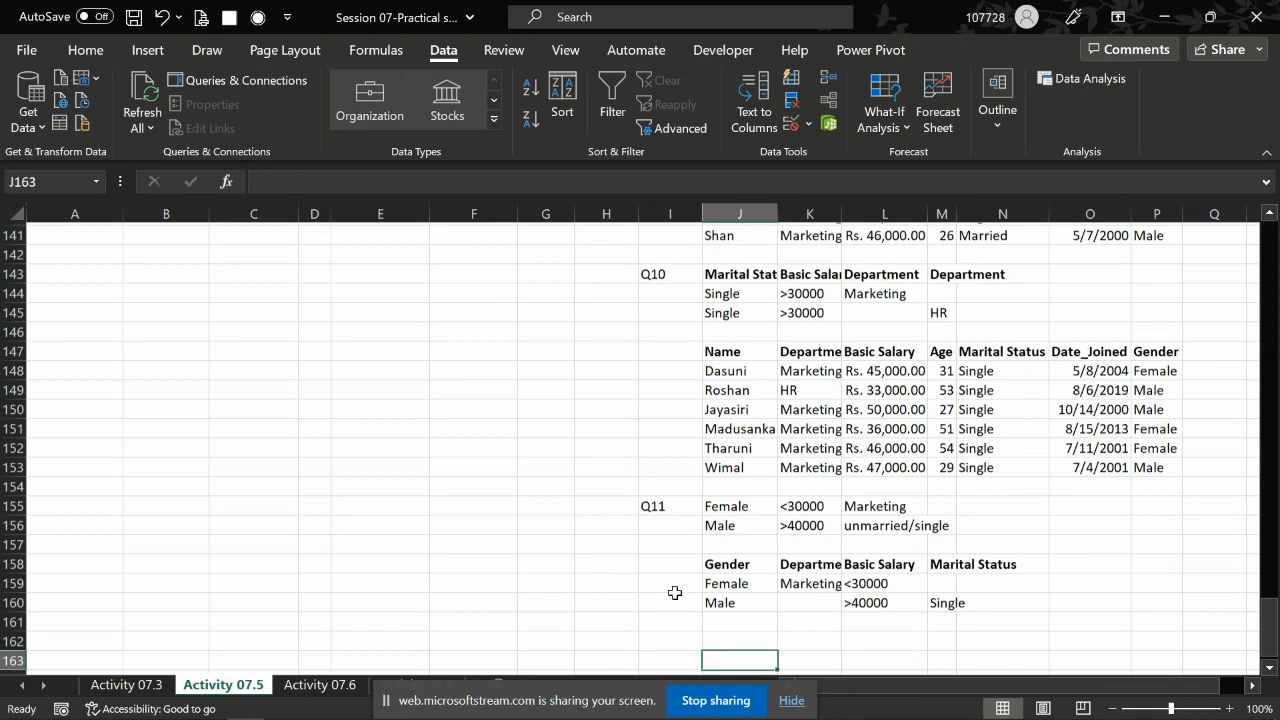 AutoSave Off Session 07-Practical s... Search 107728
File Home Insert Draw Page Layout Formulas Data Review View Automate Developer Help Power Pivot Comments Share
Get Data Refresh All Queries & Connections Properties Edit Links Organization Stocks Sort Filter Clear Reapply Advanced Text to Columns What-If Analysis Forecast Sheet Outline Data Analysis
Get & Transform Data Queries & Connections Data Types Sort & Filter Data Tools Forecast Analysis
J163 fx
A B C D E F G H I J K L M N O P Q
141 Shan Marketing Rs. 46,000.00 26 Married 5/7/2000 Male
142
143 Q10 Marital Stat Basic Salar Department Department
144 Single >30000 Marketing
145 Single >30000 HR
146
147 Name Departme Basic Salary Age Marital Status Date_Joined Gender
148 Dasuni Marketing Rs. 45,000.00 31 Single 5/8/2004 Female
149 Roshan HR Rs. 33,000.00 53 Single 8/6/2019 Male
150 Jayasiri Marketing Rs. 50,000.00 27 Single 10/14/2000 Male
151 Madusanka Marketing Rs. 36,000.00 51 Single 8/15/2013 Female
152 Tharuni Marketing Rs. 46,000.00 54 Single 7/11/2001 Female
153 Wimal Marketing Rs. 47,000.00 29 Single 7/4/2001 Male
154
155 Q11 Female <30000 Marketing
156 Male >40000 unmarried/single
157
158 Gender Departme Basic Salary Marital Status
159 Female Marketing <30000
160 Male >40000 Single
161
162
163
Activity 07.3 Activity 07.5 Activity 07.6
web.microsoftstream.com is sharing your screen. Stop sharing Hide
Ready Accessibility: Good to go 100%